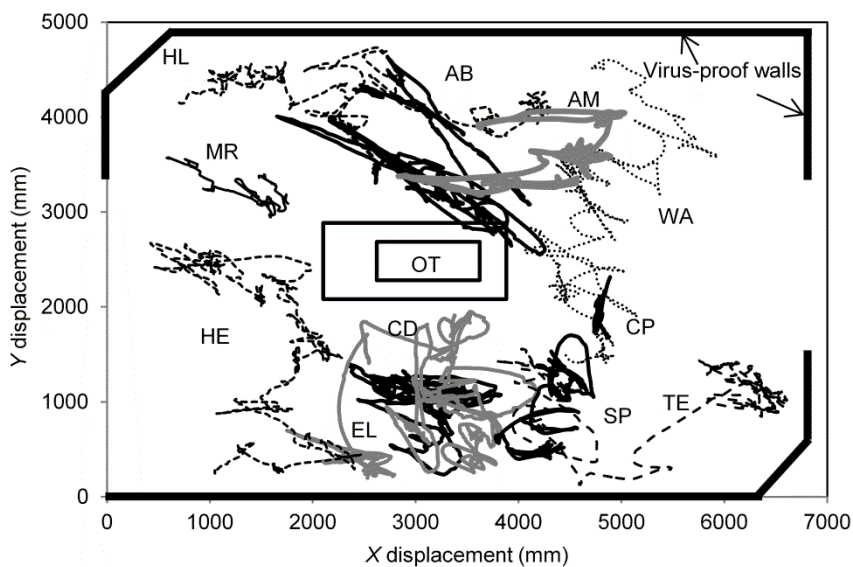 5000
4000
3000
2000
1000
0
Y displacement (mm)
HL
AB
Virus-proof walls
AM
MR
WA
OT
HE
CD
CP
EL
SP
TE
0 1000 2000 3000 4000 5000 6000 7000
X displacement (mm)